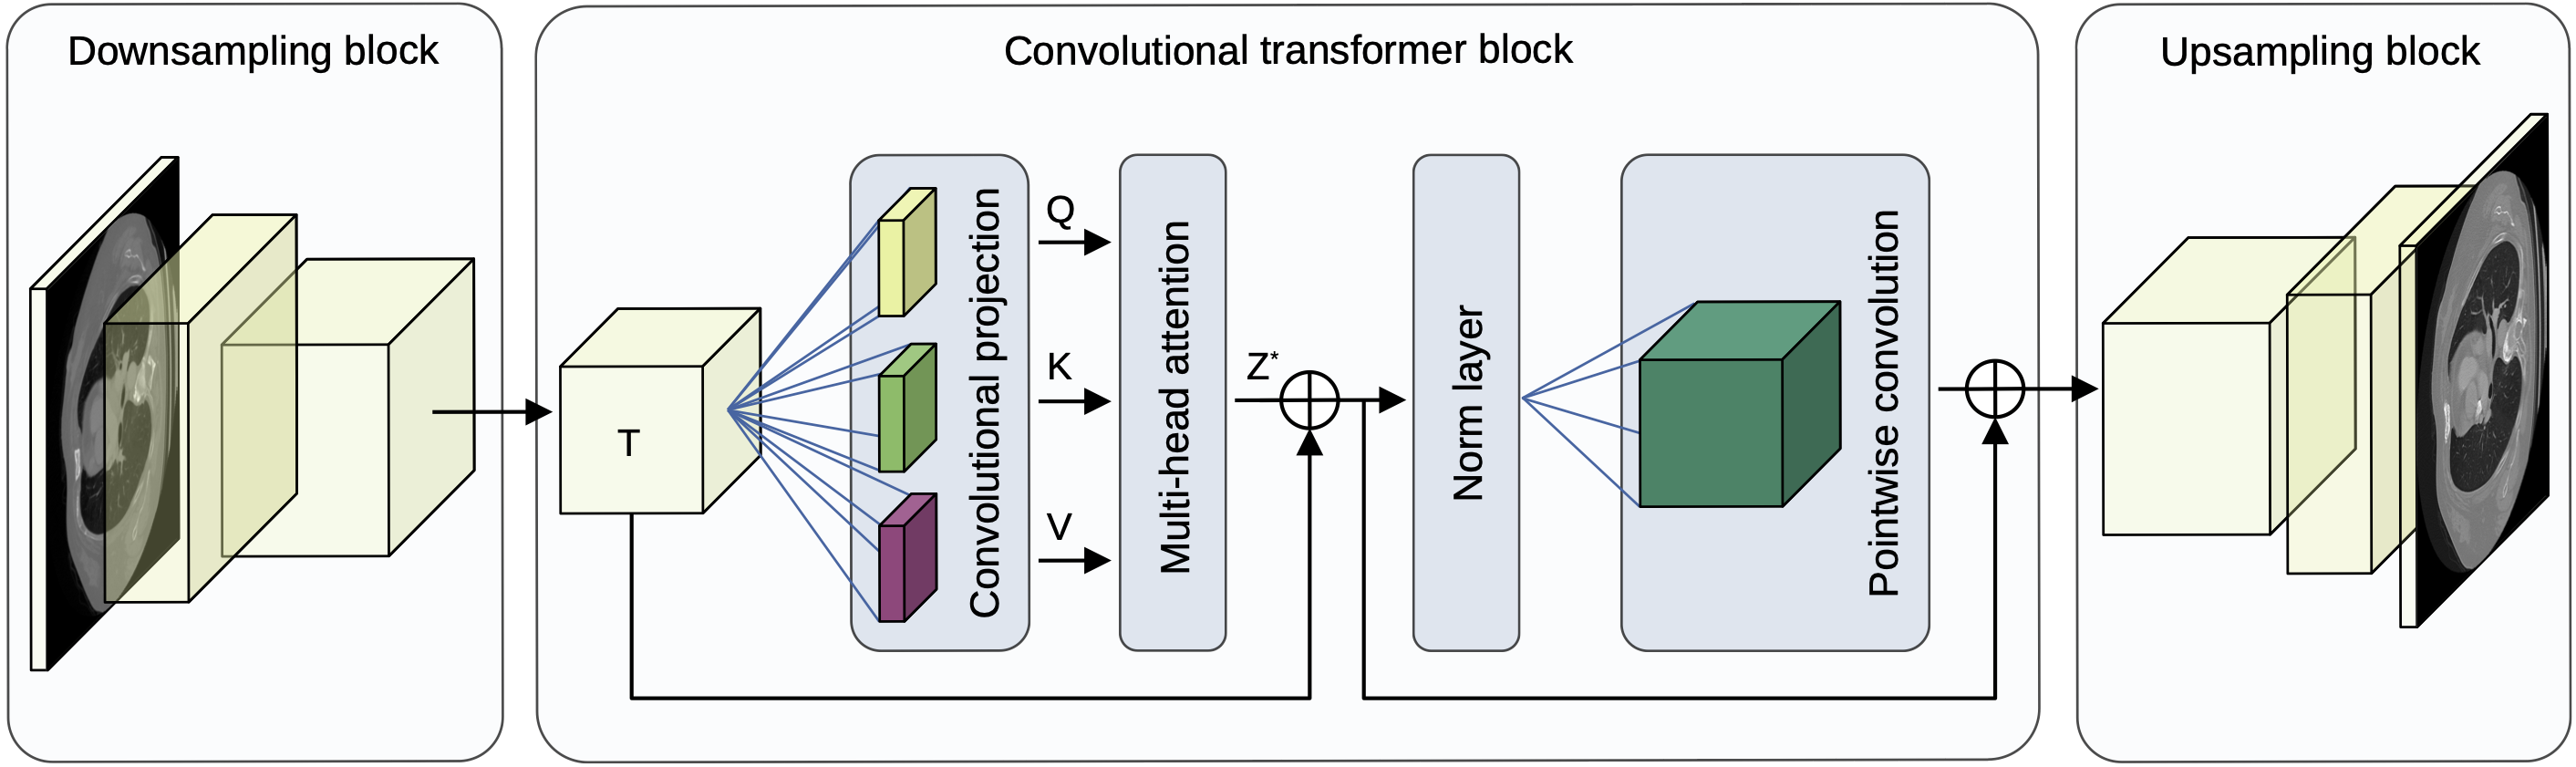 Downsampling block
Convolutional transformer block
Upsampling block
T
Convolutional projection
Q
K
V
Multi-head attention
Z*
Norm layer
Pointwise convolution